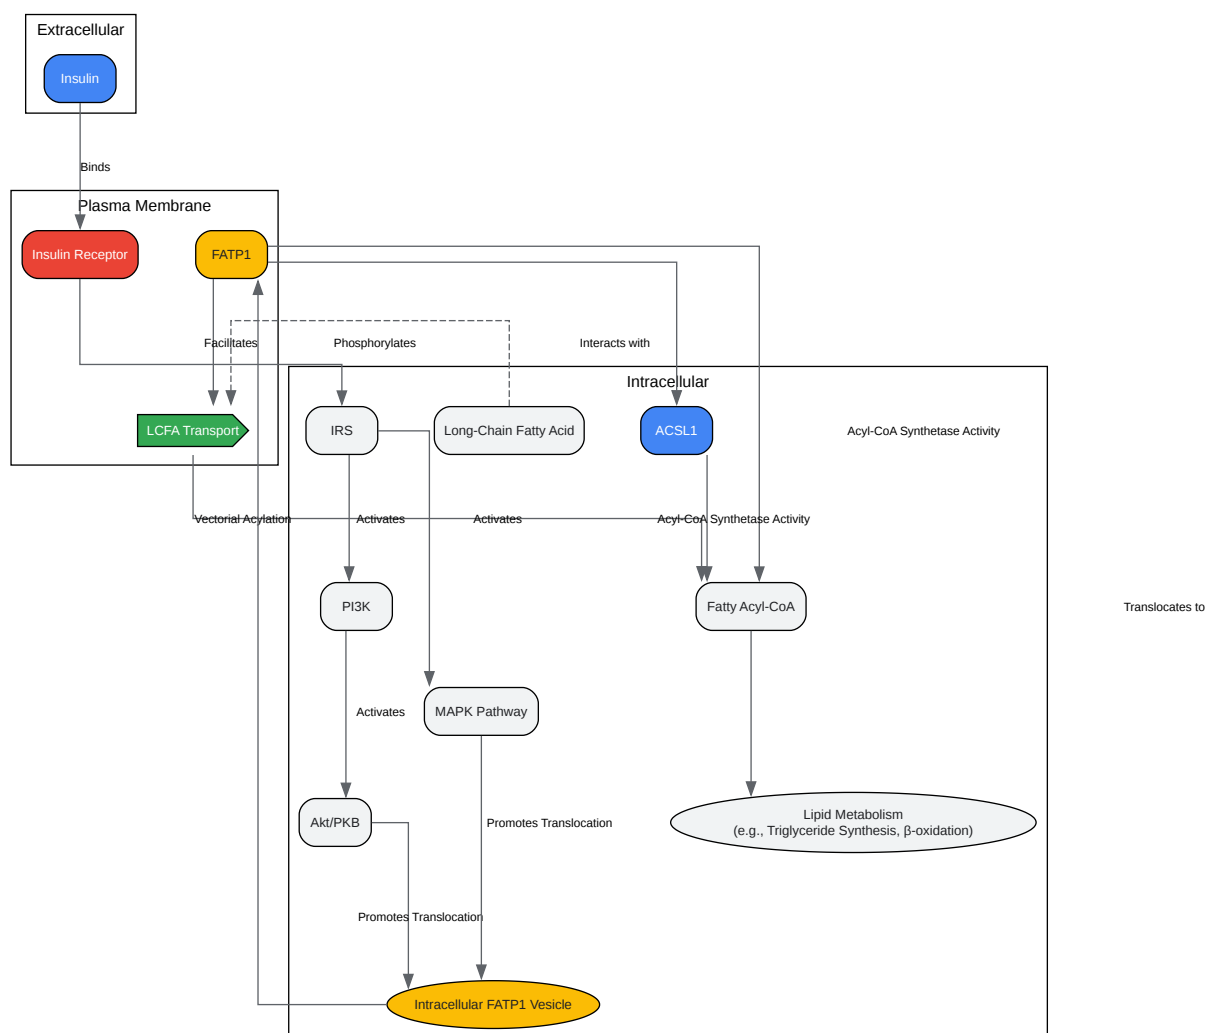 Extracellular
Insulin
Binds
Plasma Membrane
Insulin Receptor
FATP1
Facilitates
Phosphorylates
Interacts with
Intracellular
LCFA Transport
IRS
Long-Chain Fatty Acid
ACSL1
Acyl-CoA Synthetase Activity
Vectorial Acylation
Activates
Activates
Acyl-CoA Synthetase Activity
PI3K
Fatty Acyl-CoA
Translocates to
Activates
MAPK Pathway
Akt/PKB
Promotes Translocation
Lipid Metabolism
(e.g., Triglyceride Synthesis, β-oxidation)
Promotes Translocation
Intracellular FATP1 Vesicle